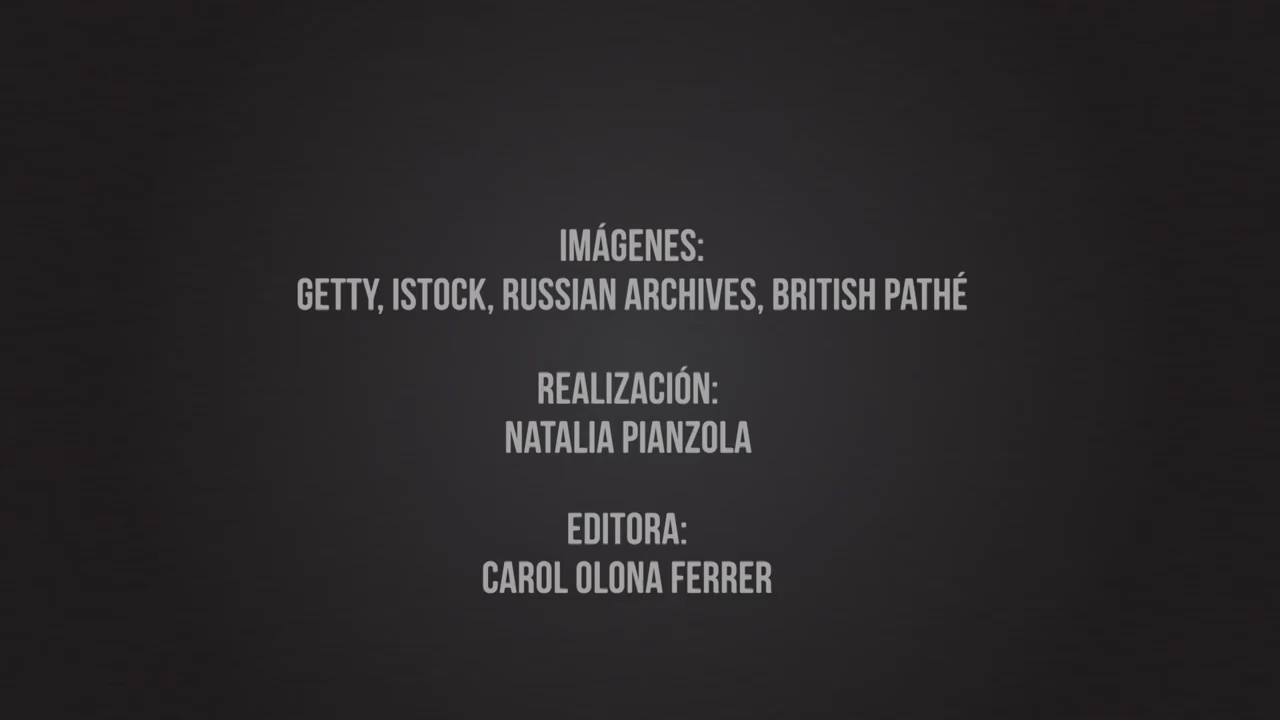 IMÁGENES:
GETTY, ISTOCK, RUSSIAN ARCHIVES, BRITISH PATHÉ
REALIZACIÓN:
NATALIA PIANZOLA
EDITORA:
CAROL OLONA FERRER